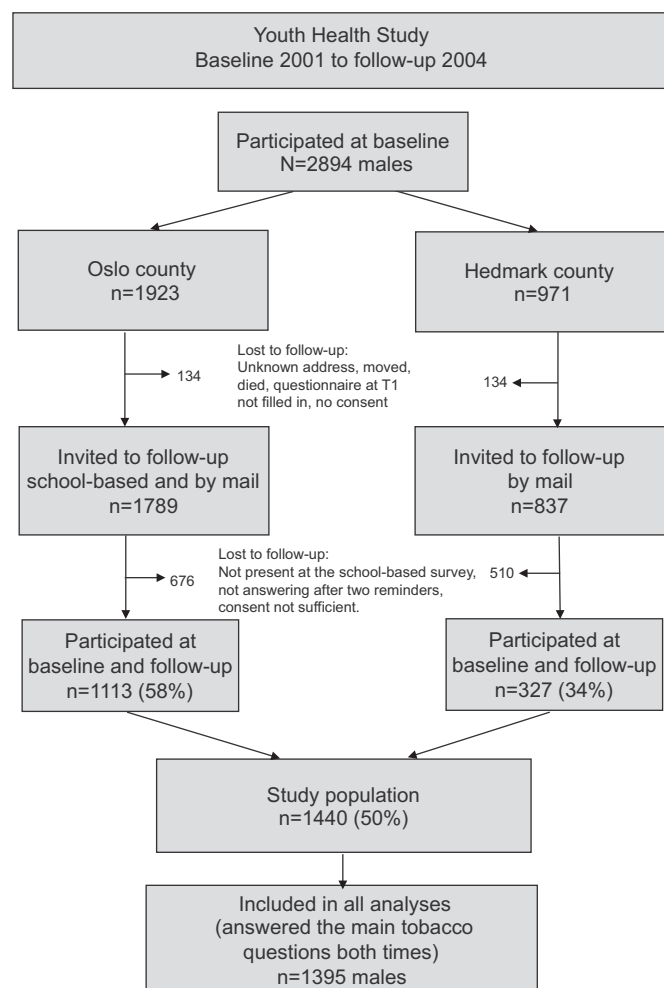 Youth Health Study
Baseline 2001 to follow-up 2004
Participated at baseline
N=2894 males
Oslo county
n=1923
Hedmark county
n=971
134
Lost to follow-up:
Unknown address, moved,
died, questionnaire at T1
not filled in, no consent
134
Invited to follow-up
school-based and by mail
n=1789
Invited to follow-up
by mail
n=837
676
Lost to follow-up:
Not present at the school-based survey,
not answering after two reminders,
consent not sufficient.
510
Participated at
baseline and follow-up
n=1113 (58%)
Participated at
baseline and follow-up
n=327 (34%)
Study population
n=1440 (50%)
Included in all analyses
(answered the main tobacco
questions both times)
n=1395 males